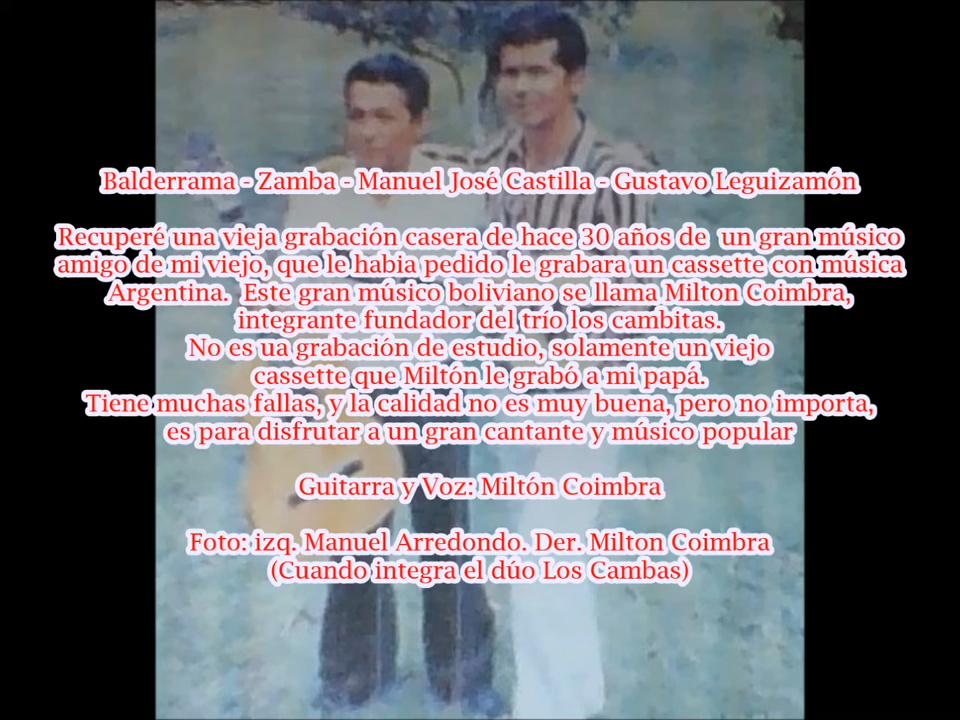 Balderrama - Zamba - Manuel José Castilla - Gustavo Leguizamón
Recuperé una vieja grabación casera de hace 30 años de  un gran músico
amigo de mi viejo, que le habia pedido le grabara un cassette con música
Argentina.  Este gran músico boliviano se llama Milton Coimbra,
integrante fundador del trío los cambitas.
No es ua grabación de estudio, solamente un viejo
cassette que Miltón le grabó a mi papá.
Tiene muchas fallas, y la calidad no es muy buena, pero no importa,
es para disfrutar a un gran cantante y músico popular
Guitarra y Voz: Miltón Coimbra
Foto: izq. Manuel Arredondo. Der. Milton Coimbra
(Cuando integra el dúo Los Cambas)